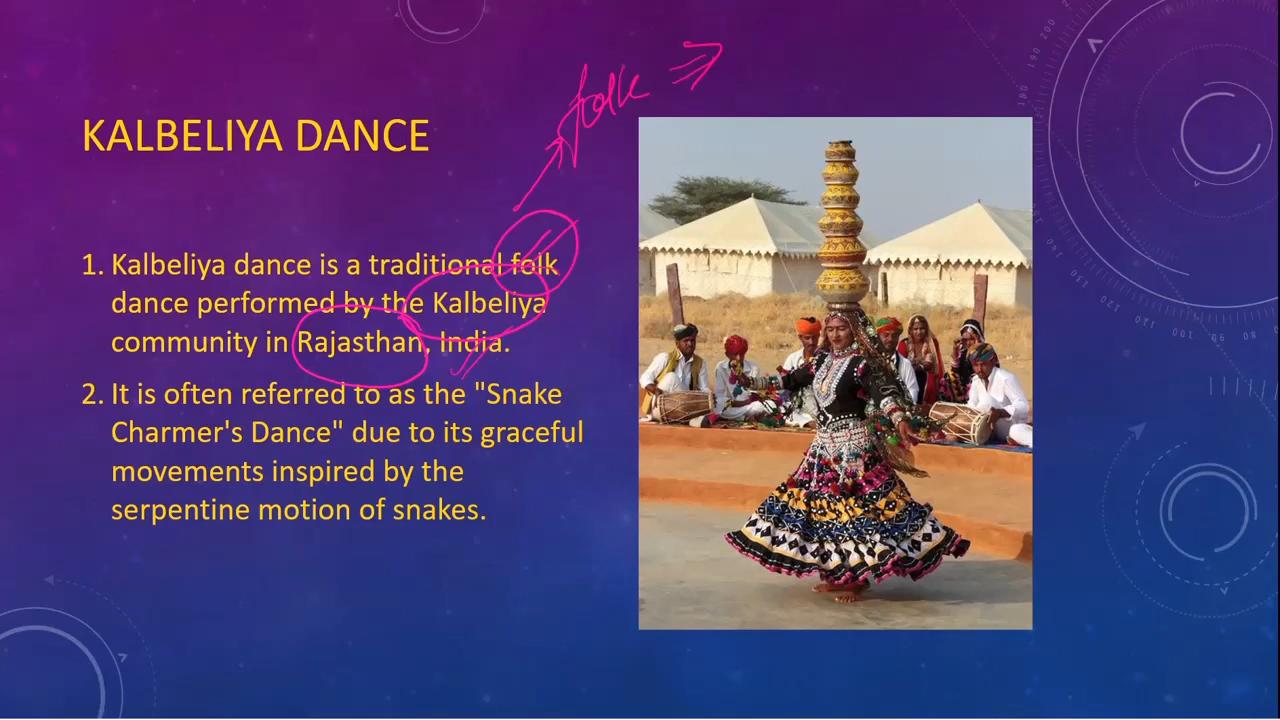 KALBELIYA DANCE
folk
1. Kalbeliya dance is a traditional folk
dance performed by the Kalbeliya
community in Rajasthan, India.
2. It is often referred to as the "Snake
Charmer's Dance" due to its graceful
movements inspired by the
serpentine motion of snakes.